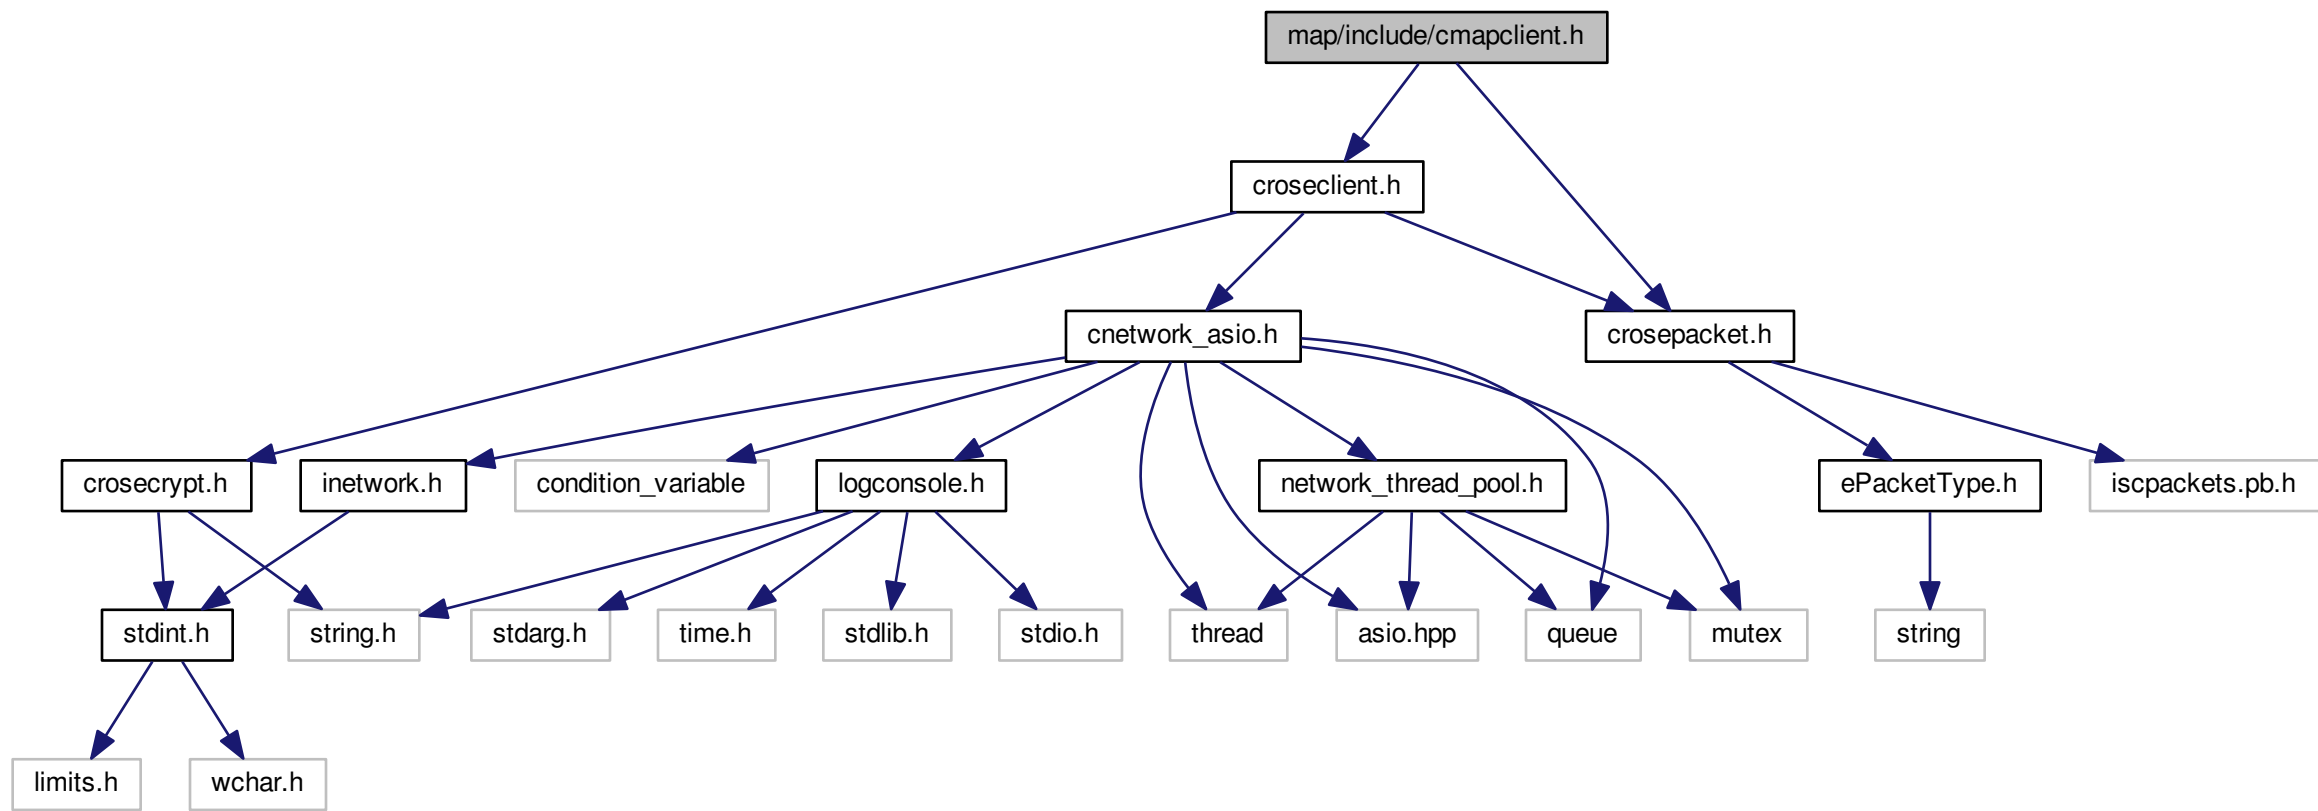 map/include/cmapclient.h
croseclient.h
cnetwork_asio.h
crosepacket.h
crosecrypt.h
inetwork.h
condition_variable
logconsole.h
network_thread_pool.h
ePacketType.h
iscpackets.pb.h
stdint.h
string.h
stdarg.h
time.h
stdlib.h
stdio.h
thread
asio.hpp
queue
mutex
string
limits.h
wchar.h